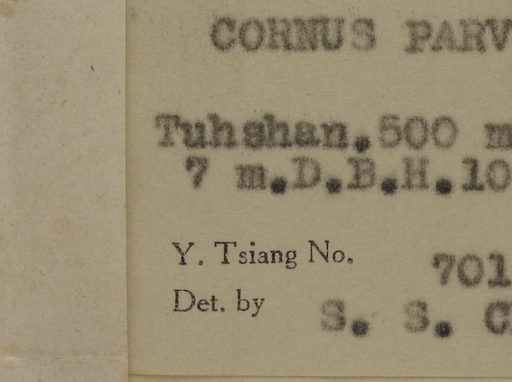 CORNUS PARV
Tuhshan.500 m
7 m.D.B.H.10
Y. Tsiang No. 701
Det. by S. S. C